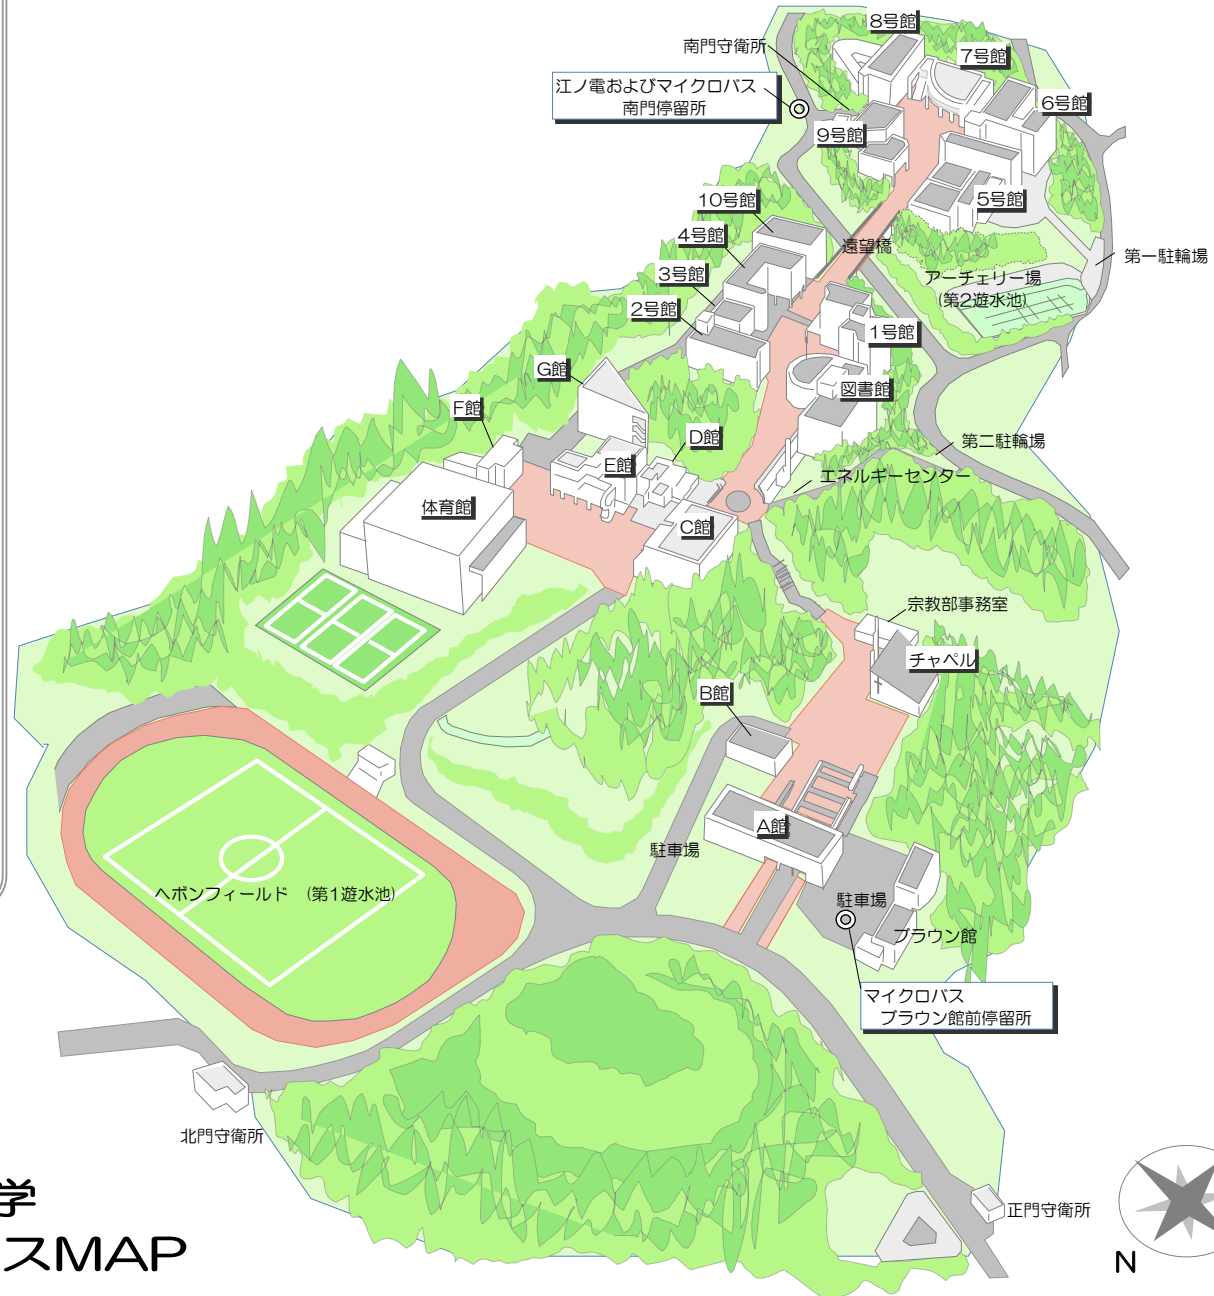 8号館
南門守衛所
7号館
江ノ電およびマイクロバス
南門停留所
6号館
9号館
10号館
5号館
4号館
遠望橋
第一駐輪場
3号館
アーチェリー場
(第2遊水池)
2号館
1号館
G館
図書館
F館
D館
第二駐輪場
E館
エネルギーセンター
体育館
C館
宗教部事務室
チャペル
B館
A館
駐車場
ヘボンフィールド (第1遊水池)
駐車場
ブラウン館
マイクロバス
ブラウン館前停留所
北門守衛所
学
正門守衛所
スMAP
N